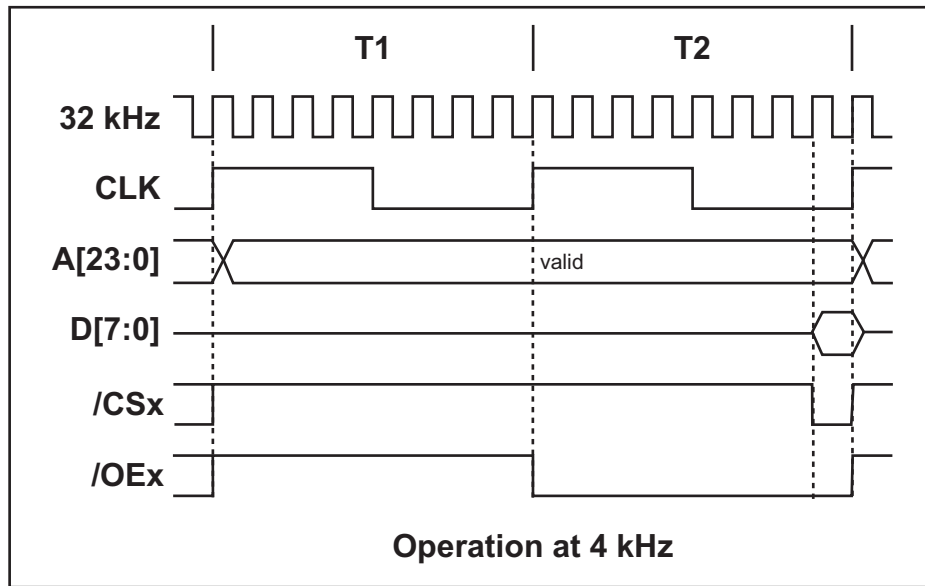 T1 T2
32 kHz
CLK
A[23:0] valid
D[7:0]
/CSx
/OEx
Operation at 4 kHz